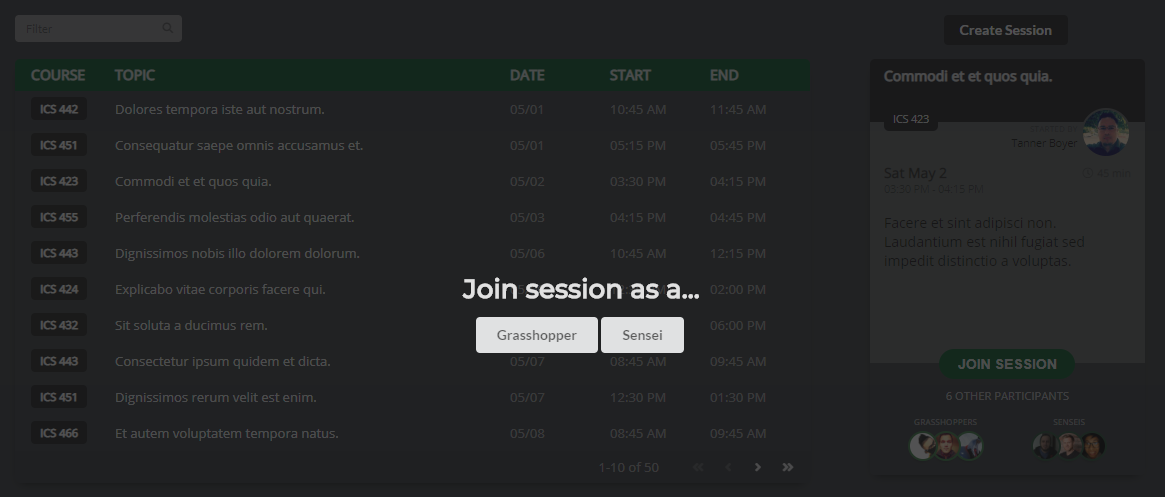 Filter
Create Session
COURSE TOPIC DATE START END
ICS 442 Dolores tempora iste aut nostrum. 05/01 10:45 AM 11:45 AM
ICS 451 Consequatur saepe omnis accusamus et. 05/01 05:15 PM 05:45 PM
ICS 423 Commodi et et quos quia. 05/02 03:30 PM 04:15 PM
ICS 455 Perferendis molestias odio aut quaerat. 05/03 04:15 PM 04:45 PM
ICS 443 Dignissimos nobis illo dolorem dolorum. 05/06 10:45 AM 12:15 PM
ICS 424 Explicabo vitae corporis facere qui. 02:00 PM
ICS 432 Sit soluta a ducimus rem. 06:00 PM
ICS 443 Consectetur ipsum quidem et dicta. 05/07 08:45 AM 09:45 AM
ICS 451 Dignissimos rerum velit est enim. 05/07 12:30 PM 01:30 PM
ICS 466 Et autem voluptatem tempora natus. 05/08 08:45 AM 09:45 AM
1-10 of 50
Join session as a...
Grasshopper Sensei
Commodi et et quos quia.
ICS 423
Tanner Boyer
Sat May 2 45 min
03:30 PM - 04:15 PM
Facere et sint adipisci non.
Laudantium est nihil fugiat sed
impedit distinctio a voluptas.
JOIN SESSION
6 OTHER PARTICIPANTS
GRASSHOPPERS SENSEIS